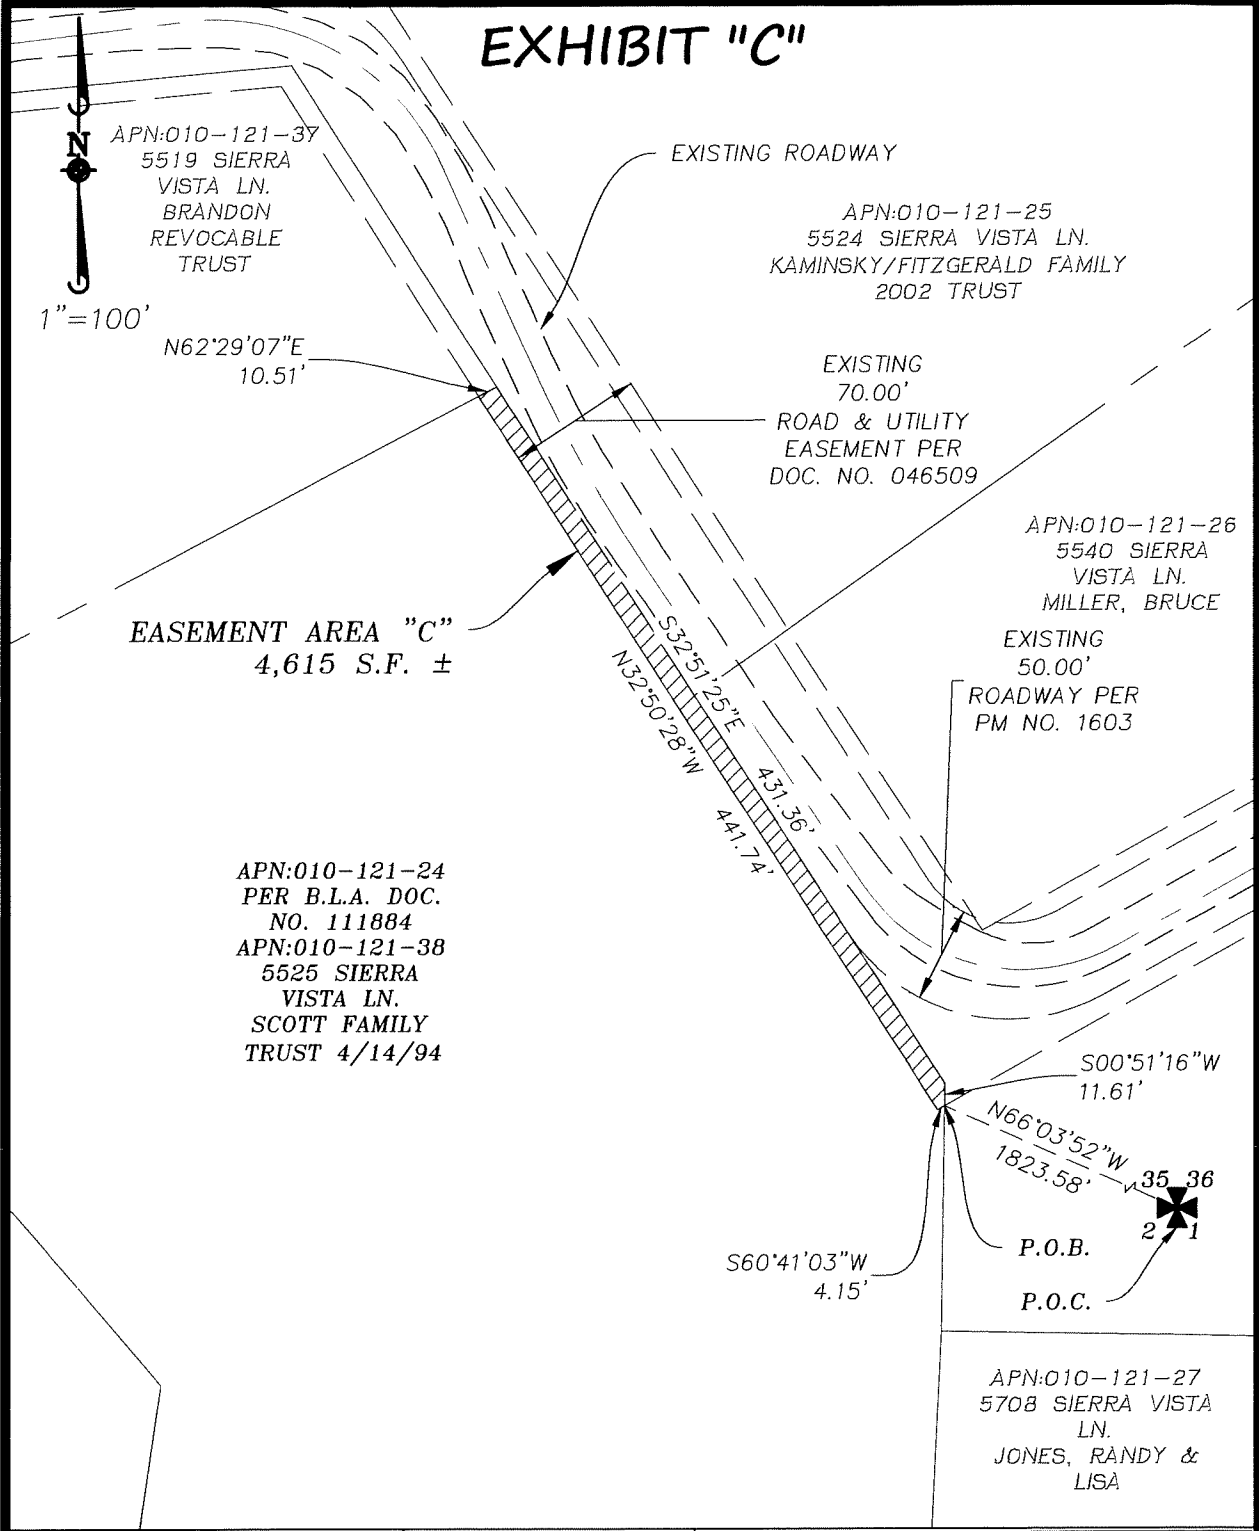 EXHIBIT "C"
N
1"=100'
APN:010-121-37
5519 SIERRA
VISTA LN.
BRANDON
REVOCABLE
TRUST
EXISTING ROADWAY
APN:010-121-25
5524 SIERRA VISTA LN.
KAMINSKY/FITZGERALD FAMILY
2002 TRUST
N62°29'07"E
10.51'
EXISTING
70.00'
ROAD & UTILITY
EASEMENT PER
DOC. NO. 046509
APN:010-121-26
5540 SIERRA
VISTA LN.
MILLER, BRUCE
EASEMENT AREA "C"
4,615 S.F. ±
EXISTING
50.00'
ROADWAY PER
PM NO. 1603
S32°51'25"E 431.36'
N32°50'28"W 441.74'
APN:010-121-24
PER B.L.A. DOC.
NO. 111884
APN:010-121-38
5525 SIERRA
VISTA LN.
SCOTT FAMILY
TRUST 4/14/94
S00°51'16"W
11.61'
N66°03'52"W
1823.58'
35 36
2 1
P.O.B.
S60°41'03"W
4.15'
P.O.C.
APN:010-121-27
5708 SIERRA VISTA
LN.
JONES, RANDY &
LISA